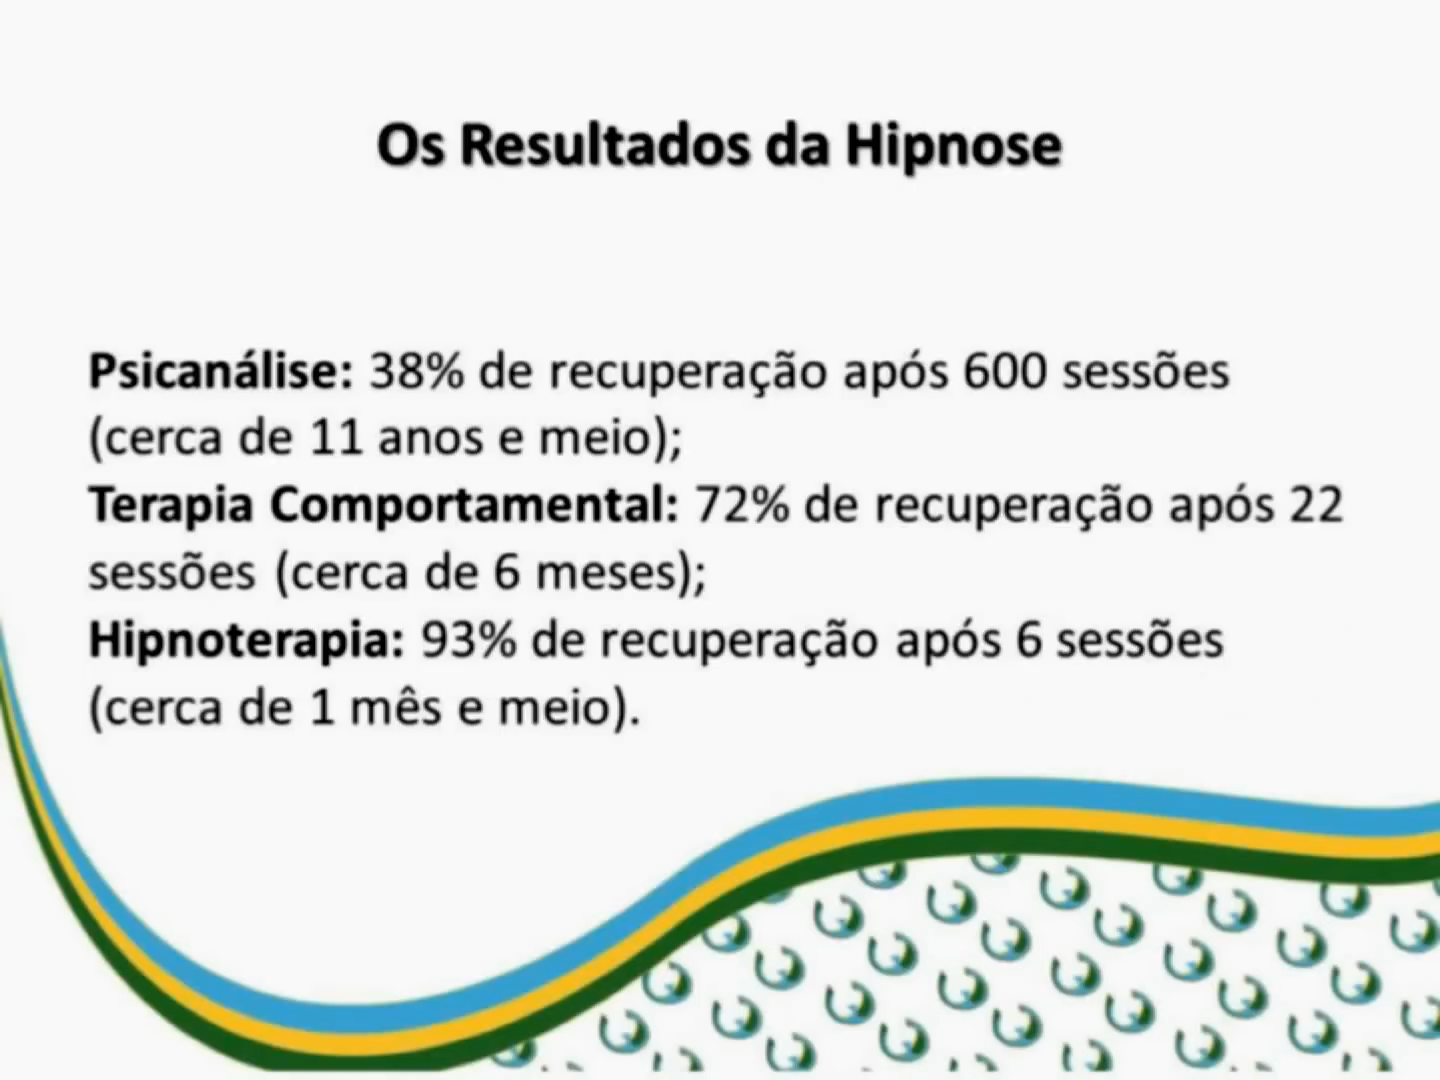 Os Resultados da Hipnose
Psicanálise: 38% de recuperação após 600 sessões
(cerca de 11 anos e meio);
Terapia Comportamental: 72% de recuperação após 22
sessões (cerca de 6 meses);
Hipnoterapia: 93% de recuperação após 6 sessões
(cerca de 1 mês e meio).